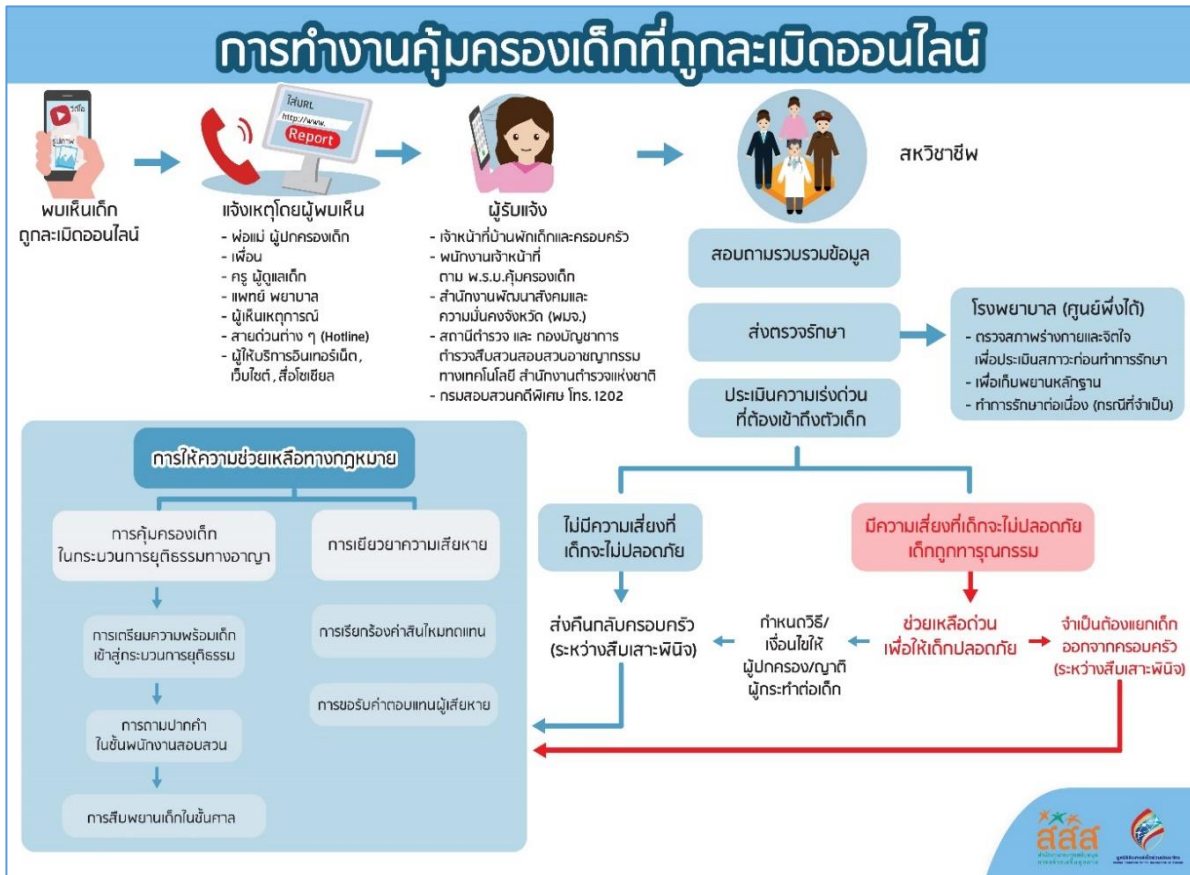 การทำงานคุ้มครองเด็กที่ถูกละเมิดออนไลน์
วิดีโอ
รูปภาพ
พบเห็นเด็ก
ถูกละเมิดออนไลน์
ใส่URL
http://www.
Report
แจ้งเหตุโดยผู้พบเห็น
- พ่อแม่ ผู้ปกครองเด็ก
- เพื่อน
- ครู ผู้ดูแลเด็ก
- แพทย์ พยาบาล
- ผู้เห็นเหตุการณ์
- สายด่วนต่าง ๆ (Hotline)
- ผู้ให้บริการอินเทอร์เน็ต,
เว็บไซต์, สื่อโซเชียล
ผู้รับแจ้ง
- เจ้าหน้าที่บ้านพักเด็กและครอบครัว
- พนักงานเจ้าหน้าที่
ตาม พ.ร.บ.คุ้มครองเด็ก
- สำนักงานพัฒนาสังคมและ
ความมั่นคงจังหวัด (พมจ.)
- สถานีตำรวจ และ กองบัญชาการ
ตำรวจสืบสวนสอบสวนอาชญากรรม
ทางเทคโนโลยี สำนักงานตำรวจแห่งชาติ
- กรมสอบสวนคดีพิเศษ โทร. 1202
สหวิชาชีพ
สอบถามรวบรวมข้อมูล
ส่งตรวจรักษา
โรงพยาบาล (ศูนย์พึ่งได้)
- ตรวจสภาพร่างกายและจิตใจ
เพื่อประเมินสภาวะก่อนทำการรักษา
- เพื่อเก็บพยานหลักฐาน
- ทำการรักษาต่อเนื่อง (กรณีที่จำเป็น)
ประเมินความเร่งด่วน
ที่ต้องเข้าถึงตัวเด็ก
ไม่มีความเสี่ยงที่
เด็กจะไม่ปลอดภัย
มีความเสี่ยงที่เด็กจะไม่ปลอดภัย
เด็กถูกทารุณกรรม
ส่งคืนกลับครอบครัว
(ระหว่างสืบเสาะพินิจ)
กำหนดวิธี/
เงื่อนไขให้
ผู้ปกครอง/ญาติ
ผู้กระทำต่อเด็ก
ช่วยเหลือด่วน
เพื่อให้เด็กปลอดภัย
จำเป็นต้องแยกเด็ก
ออกจากครอบครัว
(ระหว่างสืบเสาะพินิจ)
การให้ความช่วยเหลือทางกฎหมาย
การคุ้มครองเด็ก
ในกระบวนการยุติธรรมทางอาญา
การเตรียมความพร้อมเด็ก
เข้าสู่กระบวนการยุติธรรม
การถามปากคำ
ในชั้นพนักงานสอบสวน
การสืบพยานเด็กในชั้นศาล
การเยียวยาความเสียหาย
การเรียกร้องค่าสินไหมทดแทน
การขอรับค่าตอบแทนผู้เสียหาย
สสส